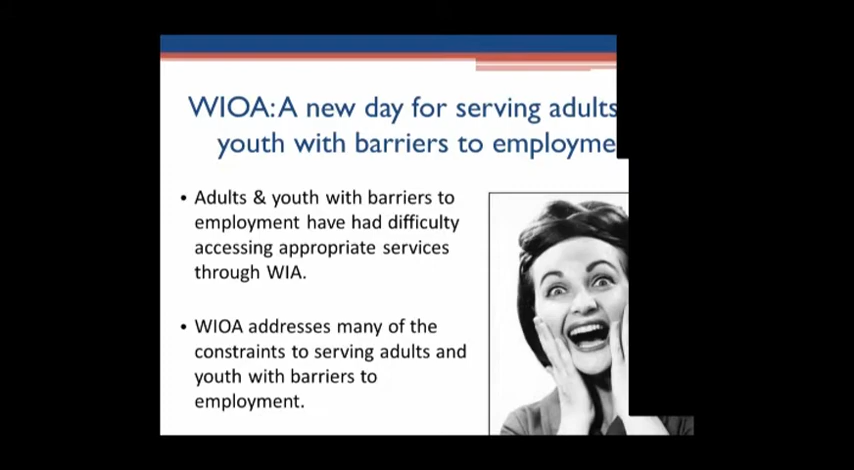 WIOA: A new day for serving adults
youth with barriers to employme
• Adults & youth with barriers to
employment have had difficulty
accessing appropriate services
through WIA.
• WIOA addresses many of the
constraints to serving adults and
youth with barriers to
employment.